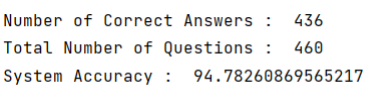 Number of Correct Answers :  436
Total Number of Questions :  460
System Accuracy :  94.78260869565217